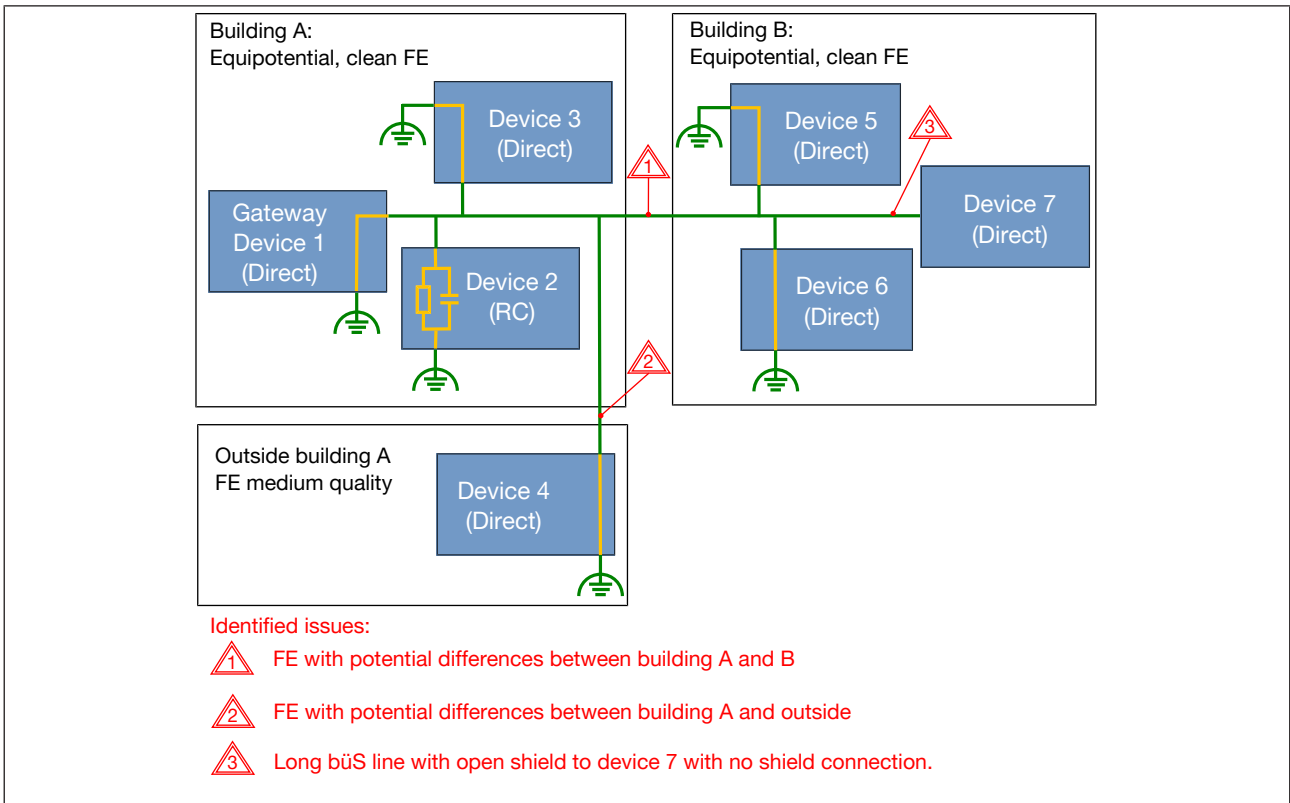 Building A:
Equipotential, clean FE
Building B:
Equipotential, clean FE
Device 3
(Direct)
Device 5
(Direct)
3
1
Gateway
Device 1
(Direct)
Device 7
(Direct)
Device 2
(RC)
Device 6
(Direct)
2
Outside building A
FE medium quality
Device 4
(Direct)
Identified issues:
1 FE with potential differences between building A and B
2 FE with potential differences between building A and outside
3 Long büS line with open shield to device 7 with no shield connection.